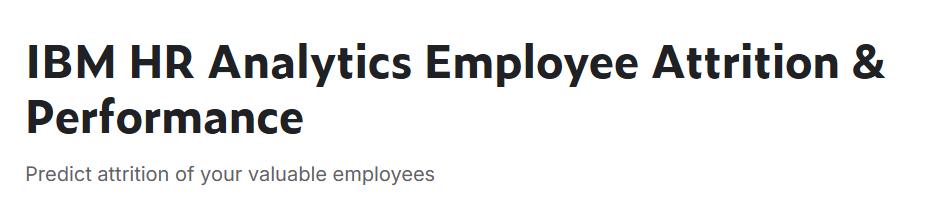 IBM HR Analytics Employee Attrition &
Performance
Predict attrition of your valuable employees